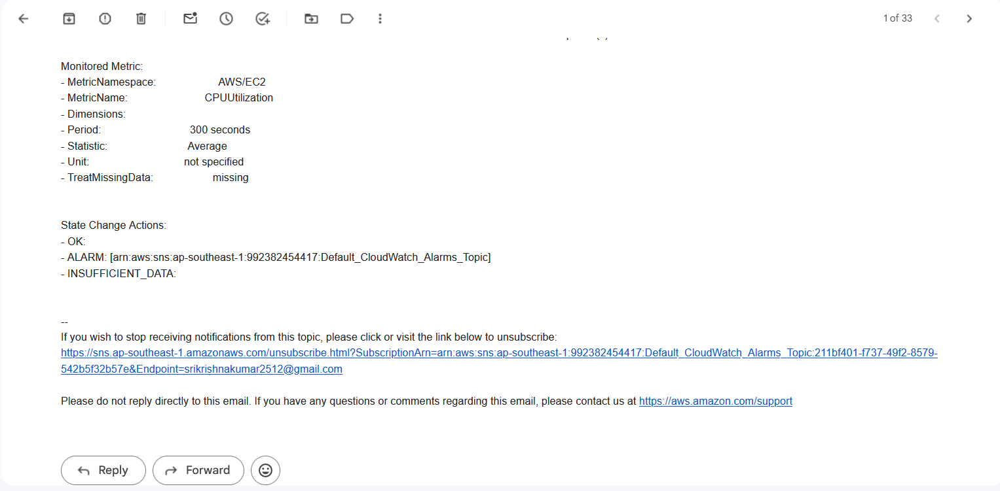 1 of 33
Monitored Metric:
- MetricNamespace: AWS/EC2
- MetricName: CPUUtilization
- Dimensions:
- Period: 300 seconds
- Statistic: Average
- Unit: not specified
- TreatMissingData: missing
State Change Actions:
- OK:
- ALARM: [arn:aws:sns:ap-southeast-1:992382454417:Default_CloudWatch_Alarms_Topic]
- INSUFFICIENT_DATA:
--
If you wish to stop receiving notifications from this topic, please click or visit the link below to unsubscribe:
https://sns.ap-southeast-1.amazonaws.com/unsubscribe.html?SubscriptionArn=arn:aws:sns:ap-southeast-1:992382454417:Default_CloudWatch_Alarms_Topic:211bf401-f737-49f2-8579-
542b5f32b57e&Endpoint=srikrishnakumar2512@gmail.com
Please do not reply directly to this email. If you have any questions or comments regarding this email, please contact us at https://aws.amazon.com/support
Reply Forward